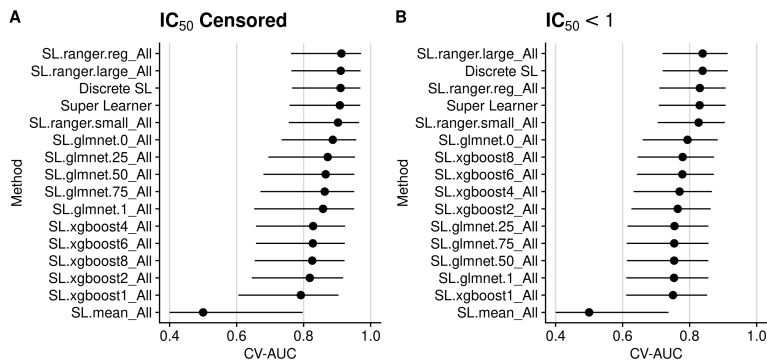 A
IC50 Censored
SL.ranger.reg_All
SL.ranger.large_All
Discrete SL
Super Learner
SL.ranger.small_All
SL.glmnet.0_All
SL.glmnet.25_All
SL.glmnet.50_All
SL.glmnet.75_All
SL.glmnet.1_All
SL.xgboost4_All
SL.xgboost6_All
SL.xgboost8_All
SL.xgboost2_All
SL.xgboost1_All
SL.mean_All
Method
0.4 0.6 0.8 1.0
CV-AUC
B
IC50 < 1
SL.ranger.large_All
Discrete SL
SL.ranger.reg_All
Super Learner
SL.ranger.small_All
SL.glmnet.0_All
SL.xgboost8_All
SL.xgboost6_All
SL.xgboost4_All
SL.xgboost2_All
SL.glmnet.25_All
SL.glmnet.75_All
SL.glmnet.50_All
SL.glmnet.1_All
SL.xgboost1_All
SL.mean_All
Method
0.4 0.6 0.8 1.0
CV-AUC